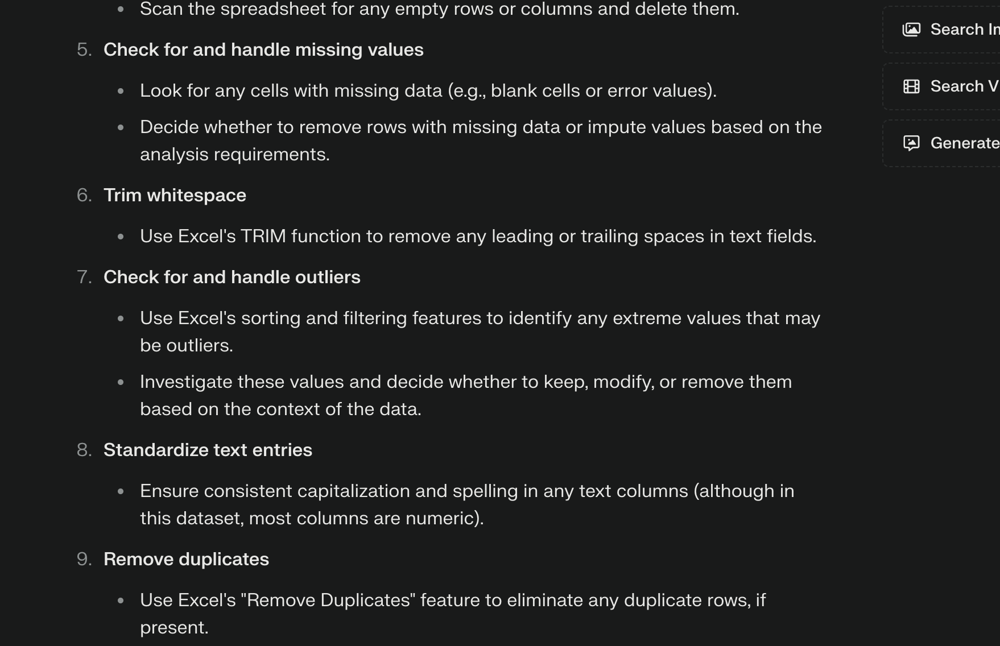 • Scan the spreadsheet for any empty rows or columns and delete them.
5. Check for and handle missing values
• Look for any cells with missing data (e.g., blank cells or error values).
• Decide whether to remove rows with missing data or impute values based on the
analysis requirements.
6. Trim whitespace
• Use Excel's TRIM function to remove any leading or trailing spaces in text fields.
7. Check for and handle outliers
• Use Excel's sorting and filtering features to identify any extreme values that may
be outliers.
• Investigate these values and decide whether to keep, modify, or remove them
based on the context of the data.
8. Standardize text entries
• Ensure consistent capitalization and spelling in any text columns (although in
this dataset, most columns are numeric).
9. Remove duplicates
• Use Excel's "Remove Duplicates" feature to eliminate any duplicate rows, if
present.
Search
Search
Generate